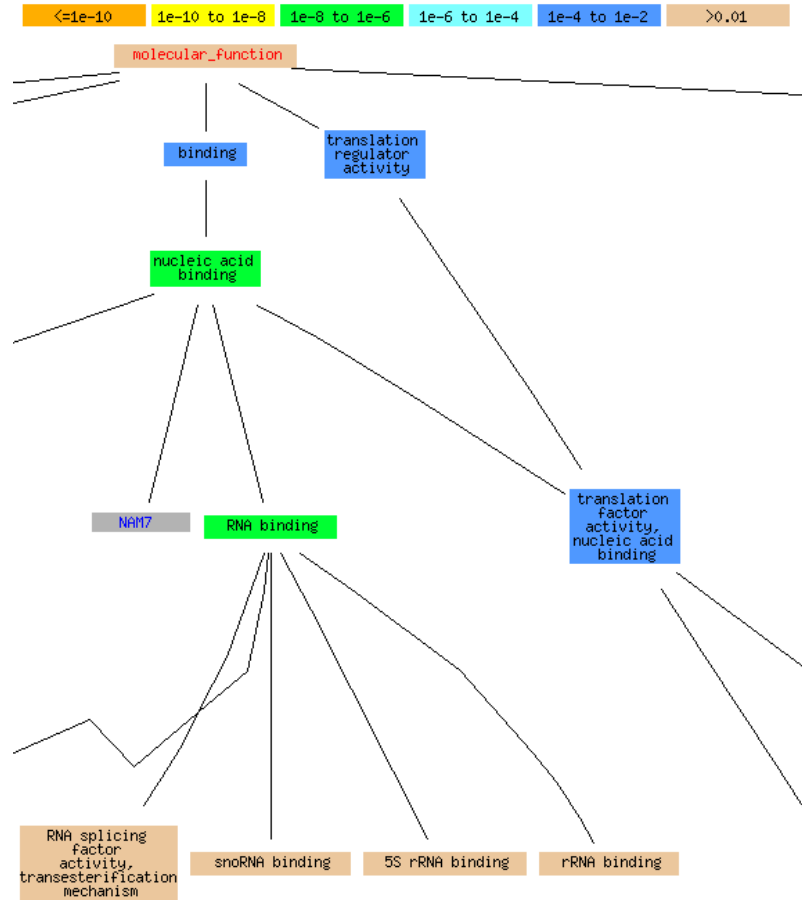 <=1e-10
1e-10 to 1e-8
1e-8 to 1e-6
1e-6 to 1e-4
1e-4 to 1e-2
>0.01
molecular_function
binding
translation
regulator
activity
nucleic acid
binding
NAM7
RNA binding
translation
factor
activity,
nucleic acid
binding
RNA splicing
factor
activity,
transesterification
mechanism
snoRNA binding
5S rRNA binding
rRNA binding